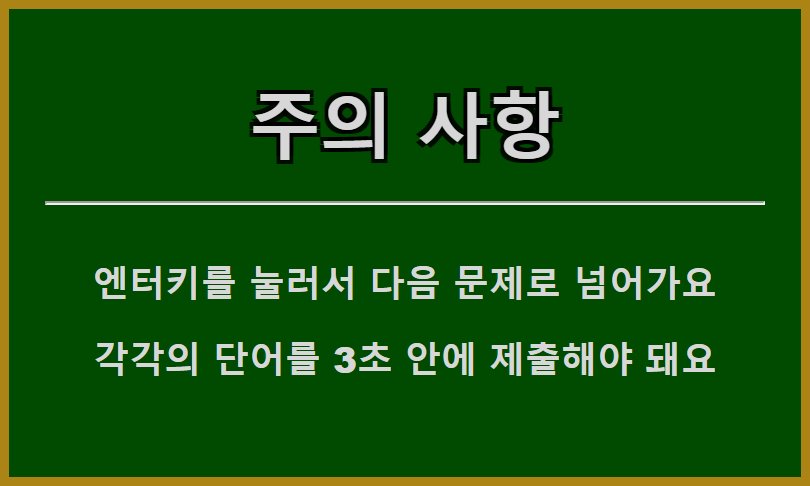 주의 사항
엔터키를 눌러서 다음 문제로 넘어가요
각각의 단어를 3초 안에 제출해야 돼요